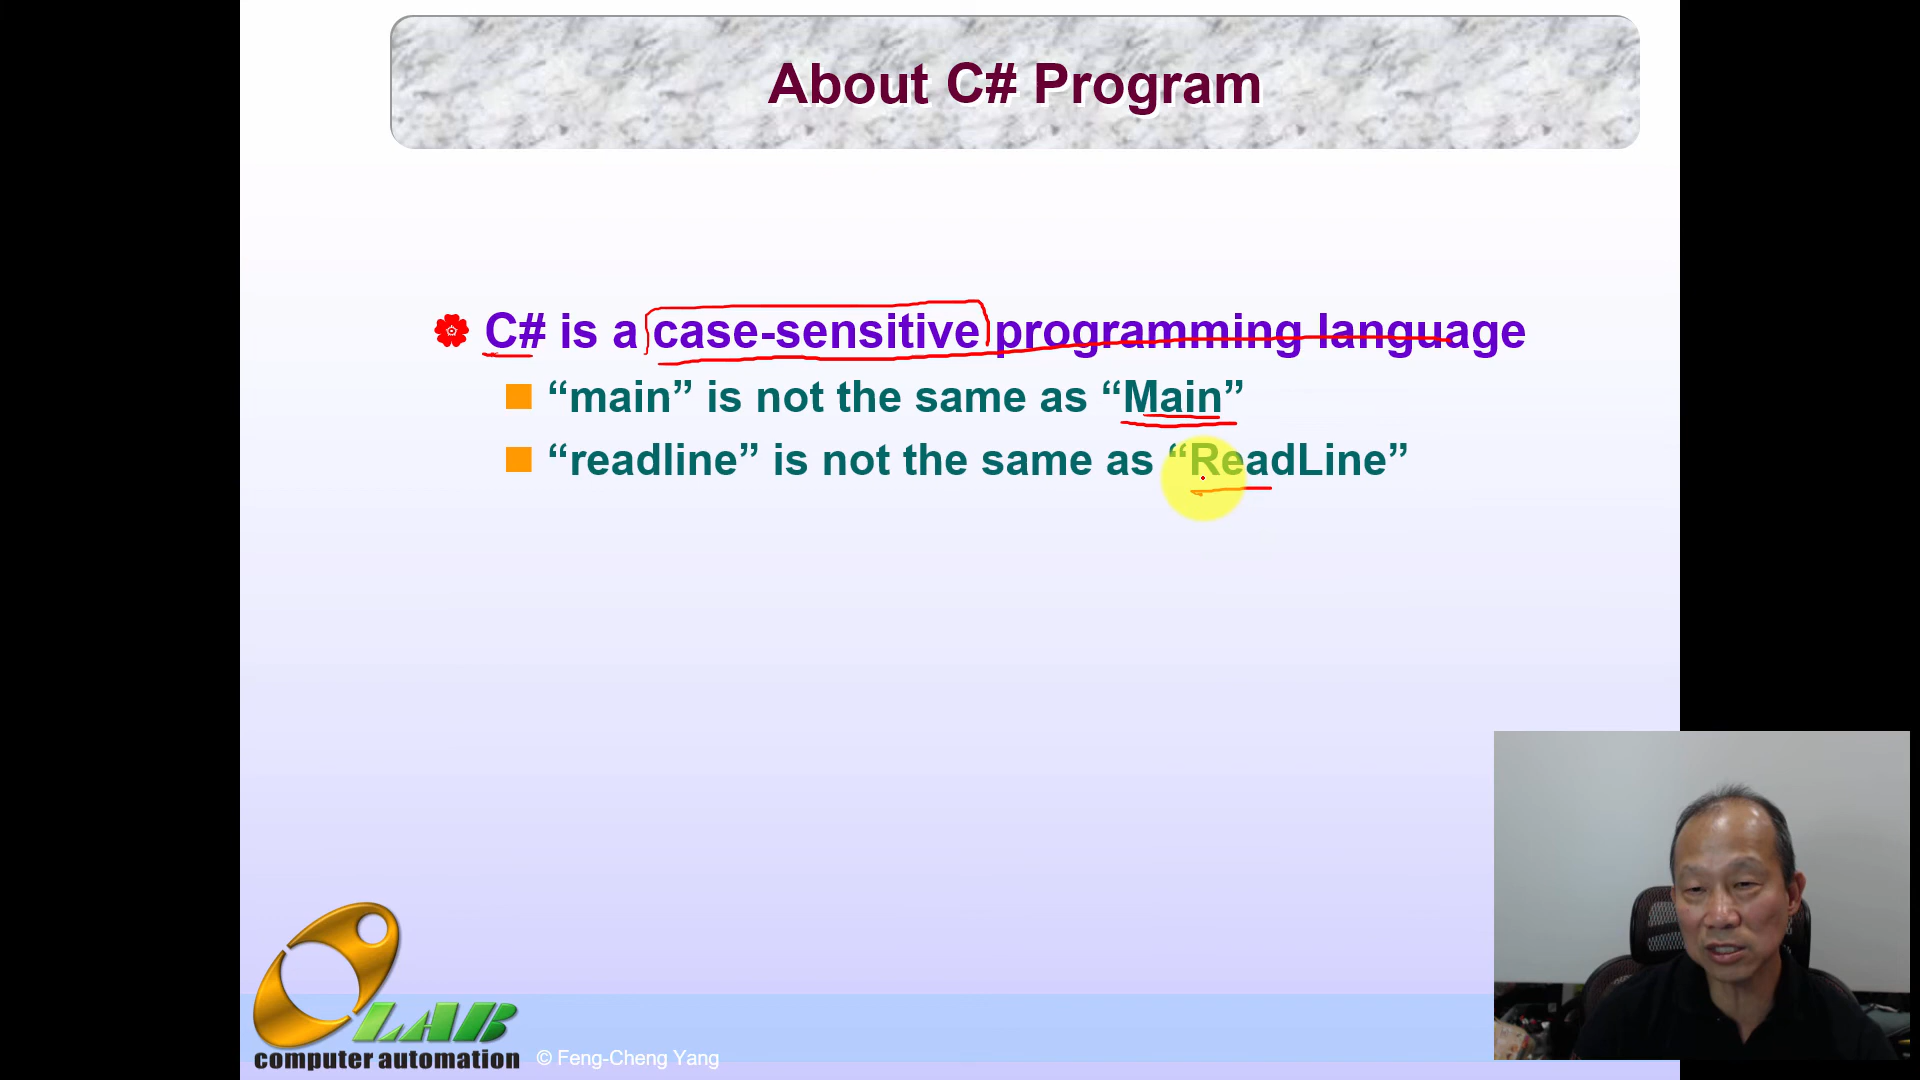 About C# Program
C# is a case-sensitive programming language
“main” is not the same as “Main”
“readline” is not the same as “ReadLine”
LAB
computer automation
© Feng-Cheng Yang